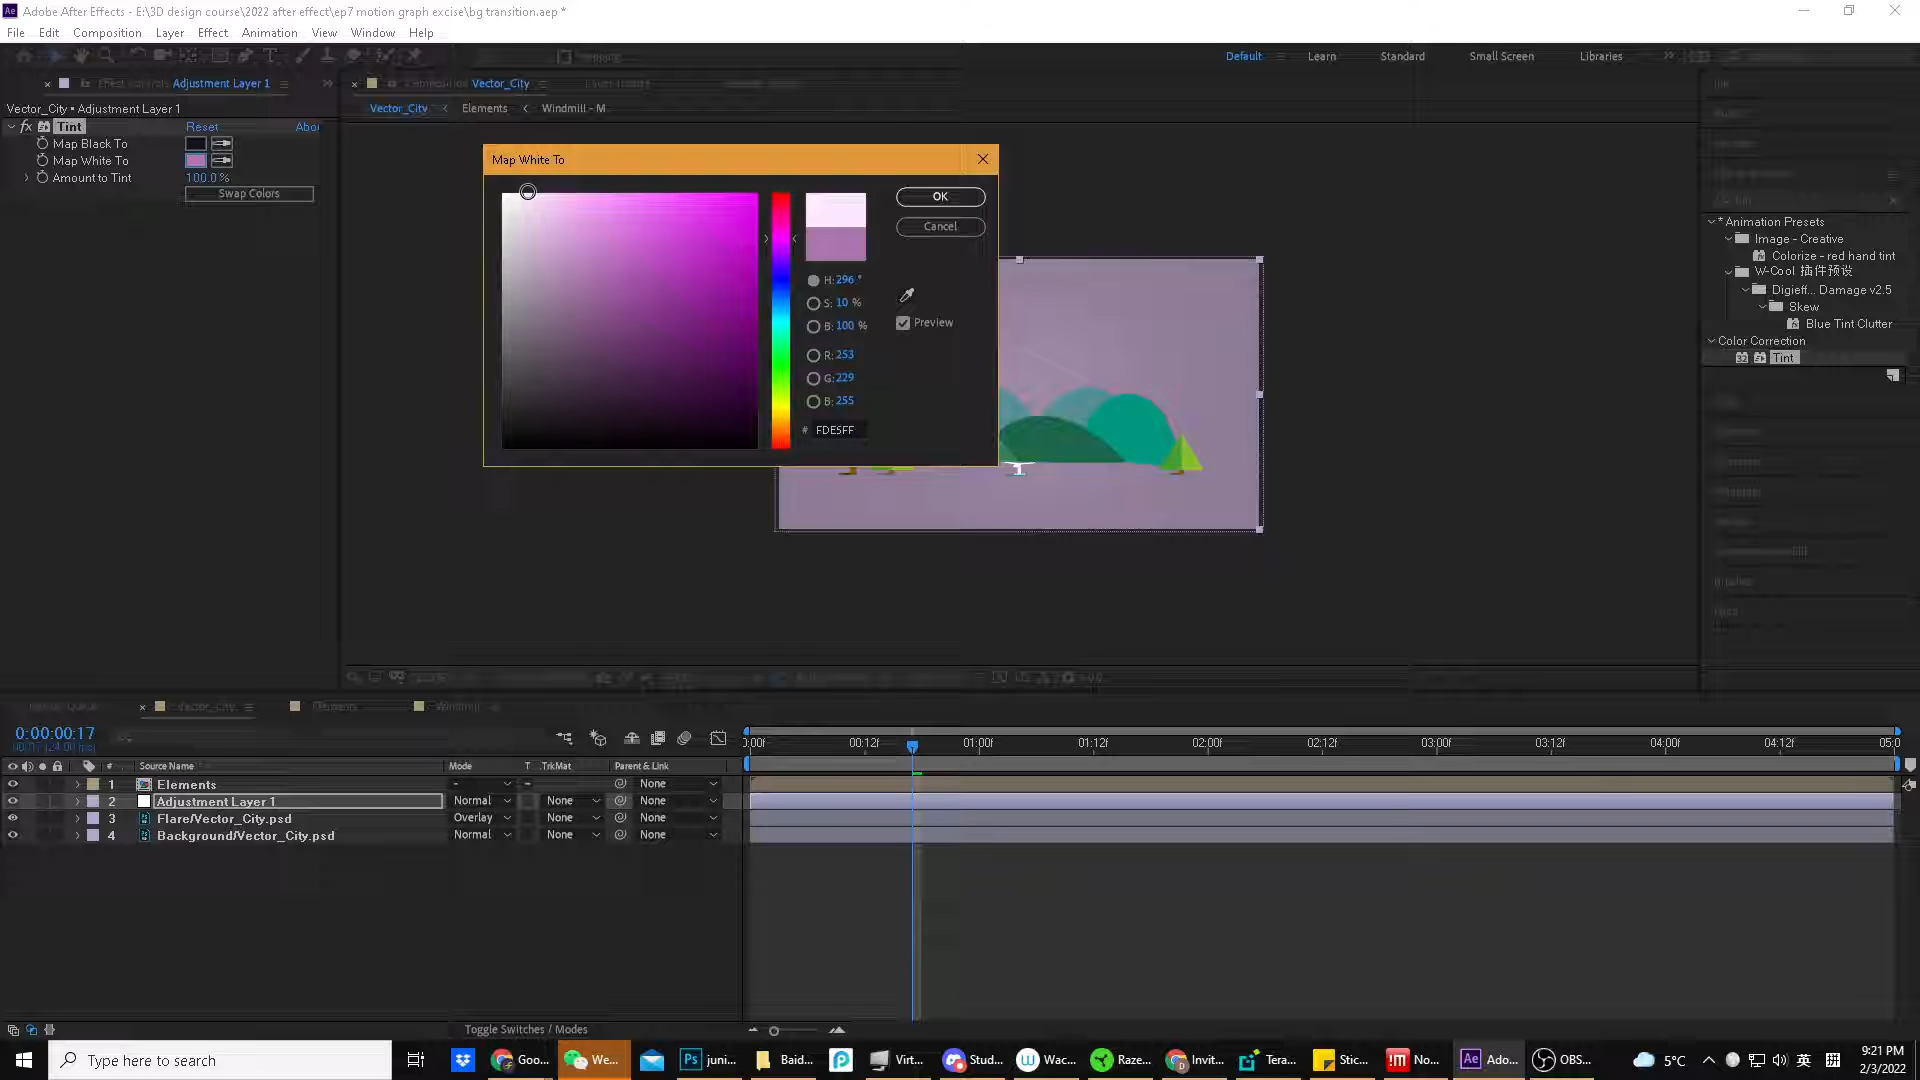 Adobe After Effects - E:\3D design course\2022 after effect\ep7 motion graph excise\bg transition.aep *
File Edit Composition Layer Effect Animation View Window Help
Default Learn Standard Small Screen Libraries
Effect Controls Adjustment Layer 1 Composition Vector_City
Vector_City • Adjustment Layer 1
Vector_City Elements Windmill - M
fx Tint Reset Abou
Map Black To
Map White To
Amount to Tint 100.0 %
Swap Colors
Map White To
OK
Cancel
H: 296 °
S: 10 %
B: 100 %
Preview
R: 253
G: 229
B: 255
# FDE5FF
* Animation Presets
Image - Creative
Colorize - red hand tint
W-Cool 插件预设
Digieff... Damage v2.5
Skew
Blue Tint Clutter
Color Correction
32 Tint
Vector_City Elements Windmill
0:00:00:17
# Source Name Mode T .TrkMat Parent & Link
0:00f 00:12f 01:00f 01:12f 02:00f 02:12f 03:00f 03:12f 04:00f 04:12f 05:0
1 Elements - None
2 Adjustment Layer 1 Normal None None
3 Flare/Vector_City.psd Overlay None None
4 Background/Vector_City.psd Normal None None
Toggle Switches / Modes
Type here to search
Goo... We... juni... Baid... Virt... Stud... Wac... Raze... Invit... Tera... Stic... No... Ado... OBS...
5°C 英
9:21 PM
2/3/2022